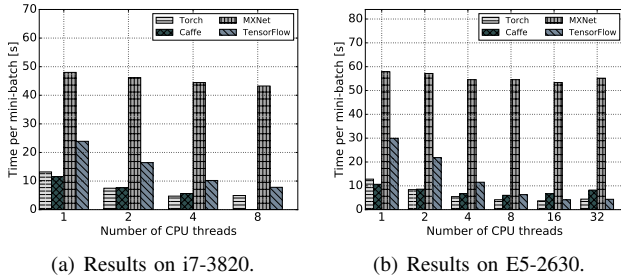 70
60
50
40
30
20
10
0
Time per mini-batch [s]
Torch
Caffe
MXNet
TensorFlow
1 2 4 8
Number of CPU threads
(a) Results on i7-3820.
80
70
60
50
40
30
20
10
0
Time per mini-batch [s]
Torch
Caffe
MXNet
TensorFlow
1 2 4 8 16 32
Number of CPU threads
(b) Results on E5-2630.